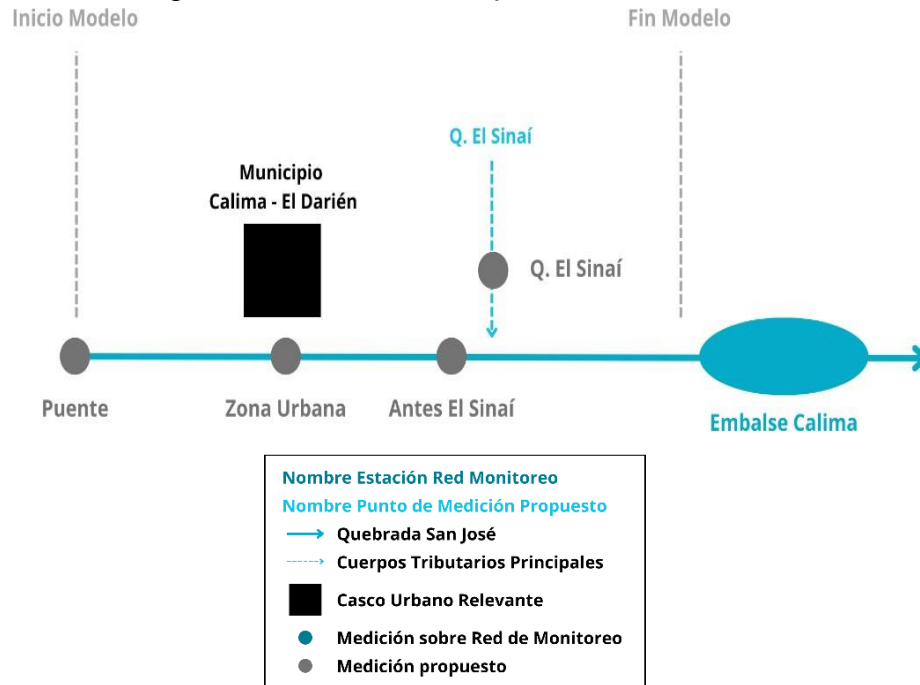 Inicio Modelo
Fin Modelo
Q. El Sinaí
Municipio
Calima - El Darién
Q. El Sinaí
Puente
Zona Urbana
Antes El Sinaí
Embalse Calima
Nombre Estación Red Monitoreo
Nombre Punto de Medición Propuesto
Quebrada San José
Cuerpos Tributarios Principales
Casco Urbano Relevante
Medición sobre Red de Monitoreo
Medición propuesto